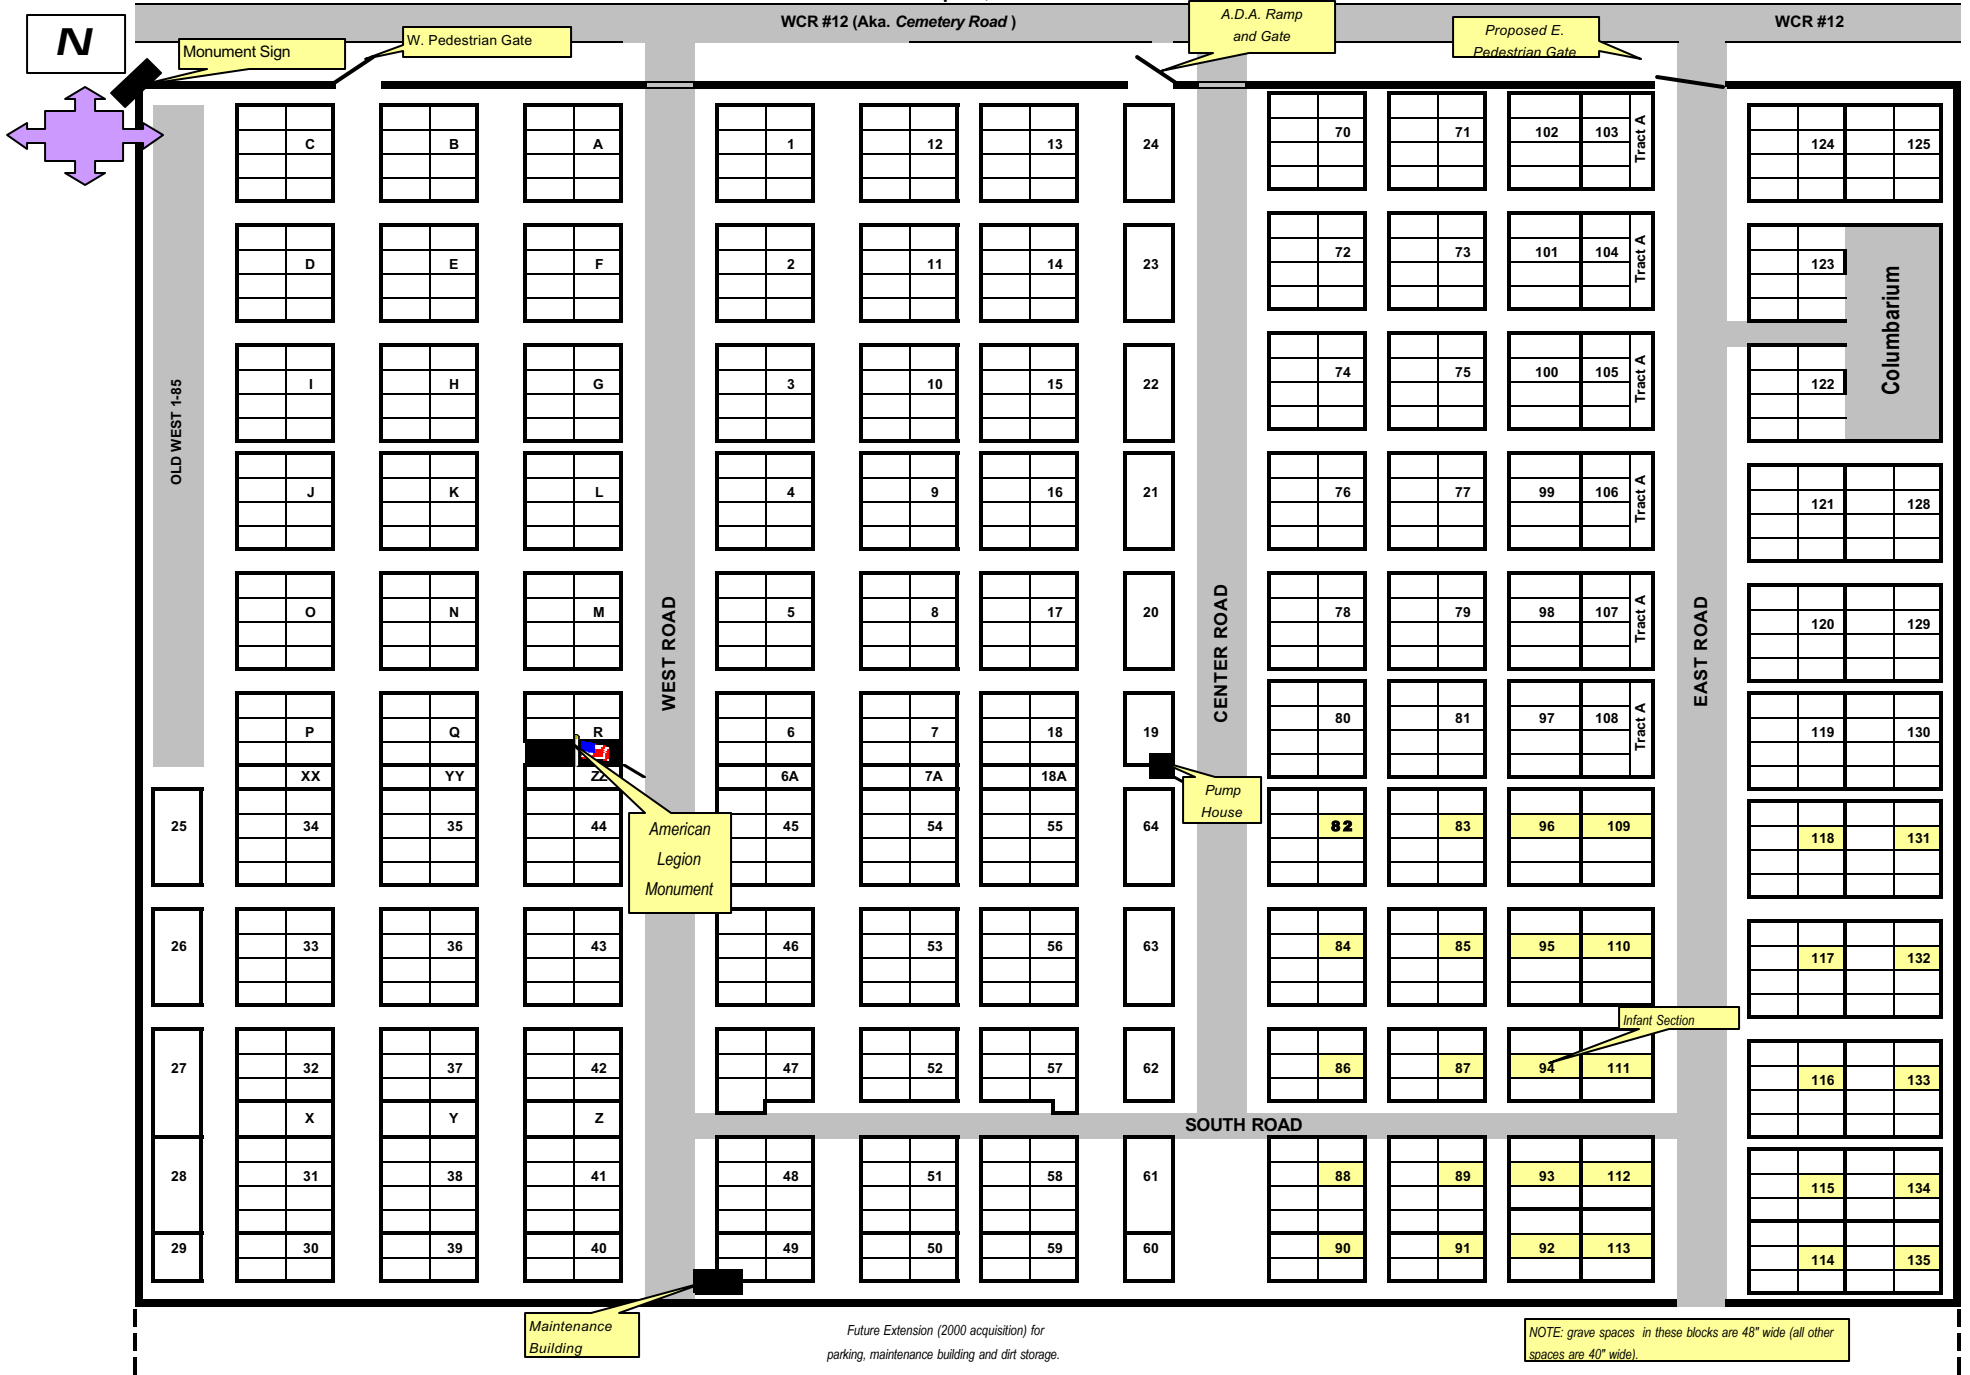 WCR #12 (Aka. Cemetery Road )
WCR #12
N
Monument Sign
W. Pedestrian Gate
A.D.A. Ramp
and Gate
Proposed E.
Pedestrian Gate
C B A 1 12 13 24 70 71 102 103 Tract A 124 125
D E F 2 11 14 23 72 73 101 104 Tract A 123
Columbarium
I H G 3 10 15 22 74 75 100 105 Tract A 122
OLD WEST 1-85
J K L 4 9 16 21 76 77 99 106 Tract A 121 128
O N M 5 8 17 20 78 79 98 107 Tract A 120 129
WEST ROAD
CENTER ROAD
EAST ROAD
P Q R 6 7 18 19 80 81 97 108 Tract A 119 130
XX YY ZZ 6A 7A 18A
Pump
House
25 34 35 44 45 54 55 64 82 83 96 109 118 131
American
Legion
Monument
26 33 36 43 46 53 56 63 84 85 95 110 117 132
Infant Section
27 32 37 42 47 52 57 62 86 87 94 111 116 133
X Y Z
SOUTH ROAD
28 31 38 41 48 51 58 61 88 89 93 112 115 134
29 30 39 40 49 50 59 60 90 91 92 113 114 135
Maintenance
Building
Future Extension (2000 acquisition) for
parking, maintenance building and dirt storage.
NOTE: grave spaces in these blocks are 48" wide (all other
spaces are 40" wide).